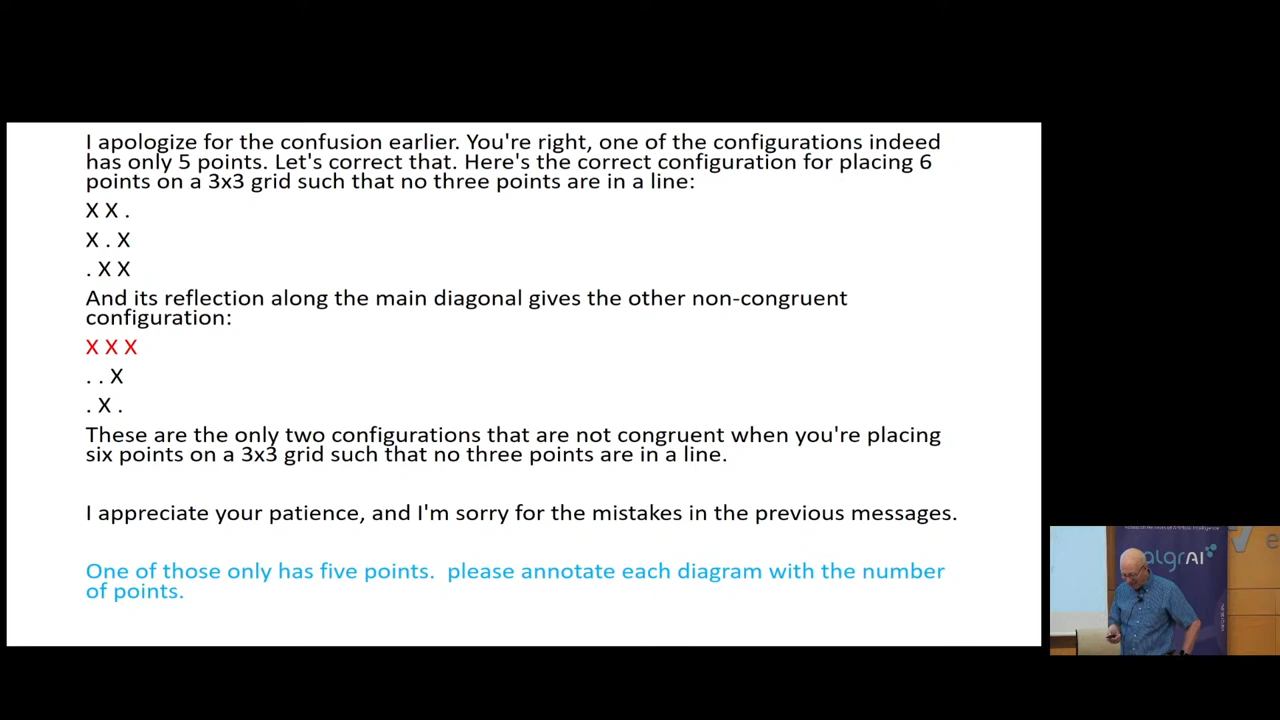 I apologize for the confusion earlier. You're right, one of the configurations indeed
has only 5 points. Let's correct that. Here's the correct configuration for placing 6
points on a 3x3 grid such that no three points are in a line:
X X .
X . X
. X X
And its reflection along the main diagonal gives the other non-congruent
configuration:
X X X
. . X
. X .
These are the only two configurations that are not congruent when you're placing
six points on a 3x3 grid such that no three points are in a line.
I appreciate your patience, and I'm sorry for the mistakes in the previous messages.
One of those only has five points.  please annotate each diagram with the number
of points.
algrAI